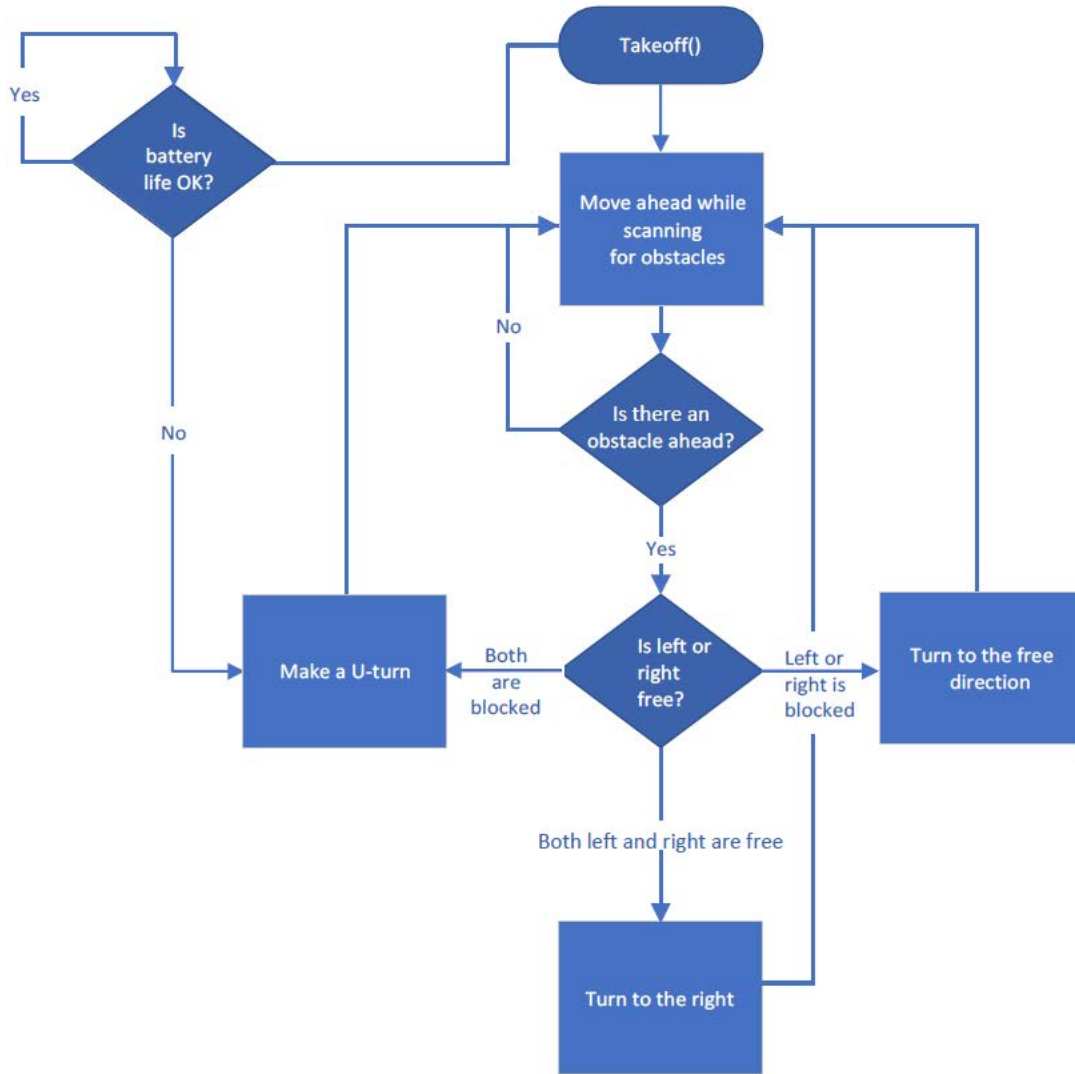 Takeoff()
Yes
Is
battery
life OK?
Move ahead while
scanning
for obstacles
No
Is there an
obstacle ahead?
No
Yes
Make a U-turn
Both
are
blocked
Is left or
right
free?
Left or
right is
blocked
Turn to the free
direction
Both left and right are free
Turn to the right